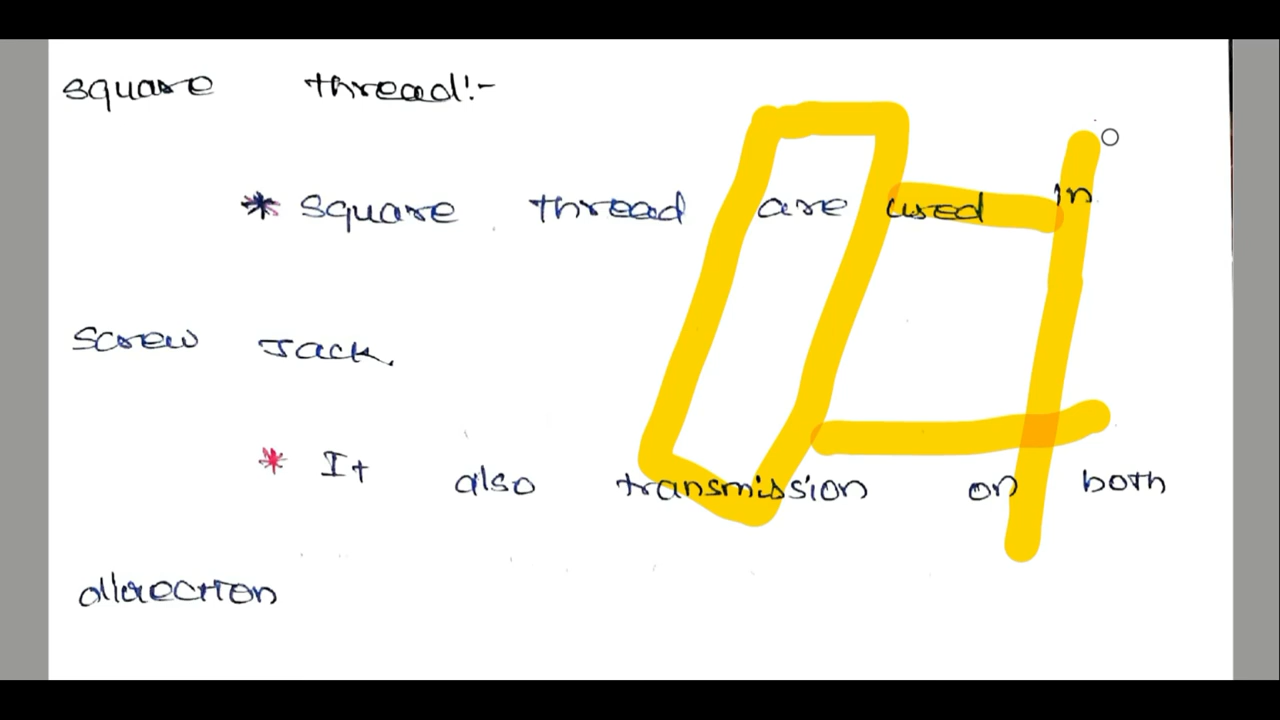 square thread:-
* square thread are used in
screw Jack.
* It also transmission on both
direction